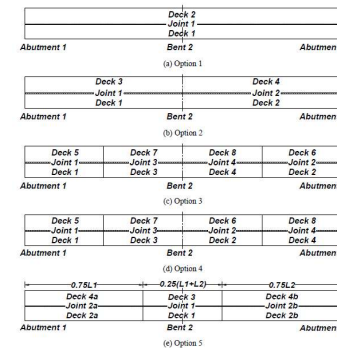 Deck 2
Joint 1
Deck 1
Abutment 1 Bent 2 Abutmen
(a) Option 1
Deck 3 Deck 4
Joint 1 Joint 2
Deck 1 Deck 2
Abutment 1 Bent 2 Abutmen
(b) Option 2
Deck 5 Deck 7 Deck 8 Deck 6
Joint 1 Joint 3 Joint 4 Joint 2
Deck 1 Deck 3 Deck 4 Deck 2
Abutment 1 Bent 2 Abutmen
(c) Option 3
Deck 5 Deck 7 Deck 6 Deck 8
Joint 1 Joint 3 Joint 2 Joint 4
Deck 1 Deck 3 Deck 2 Deck 4
Abutment 1 Bent 2 Abutmen
(d) Option 4
0.75L1 0.25(L1+L2) 0.75L2
Deck 4a Deck 3 Deck 4b
Joint 2a Joint 1 Joint 2b
Deck 2a Deck 1 Deck 2b
Abutment 1 Bent 2 Abutmen
(e) Option 5